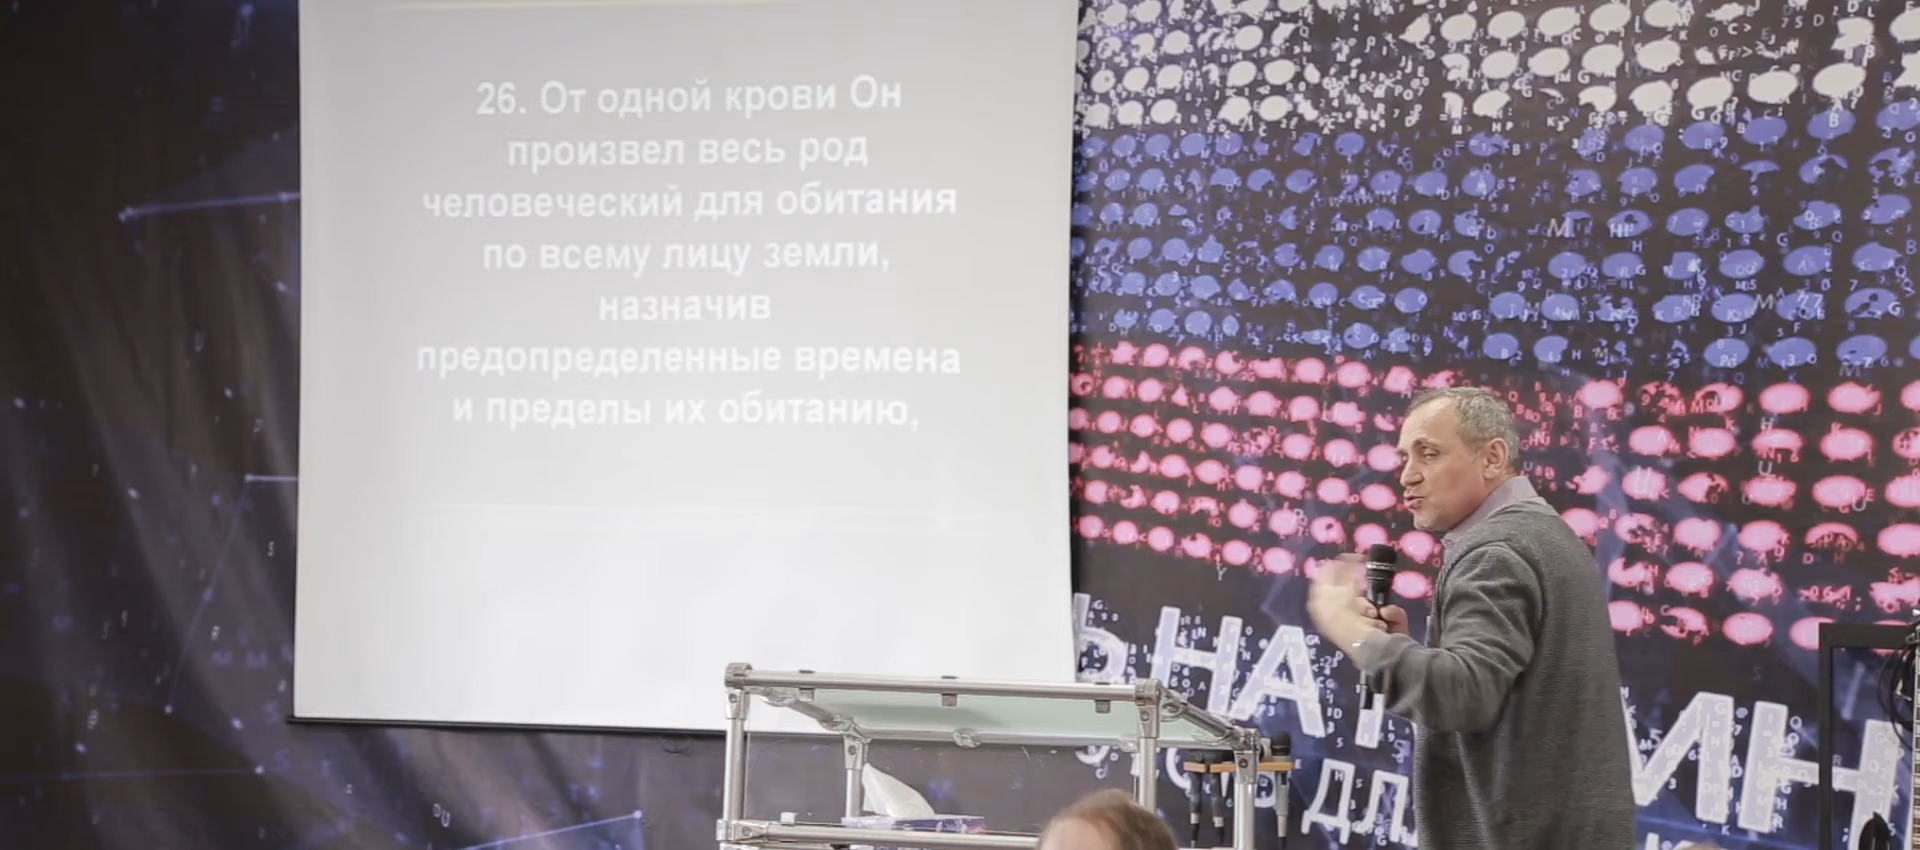 26. От одной крови Он
произвел весь род
человеческий для обитания
по всему лицу земли,
назначив
предопределенные времена
и пределы их обитанию,